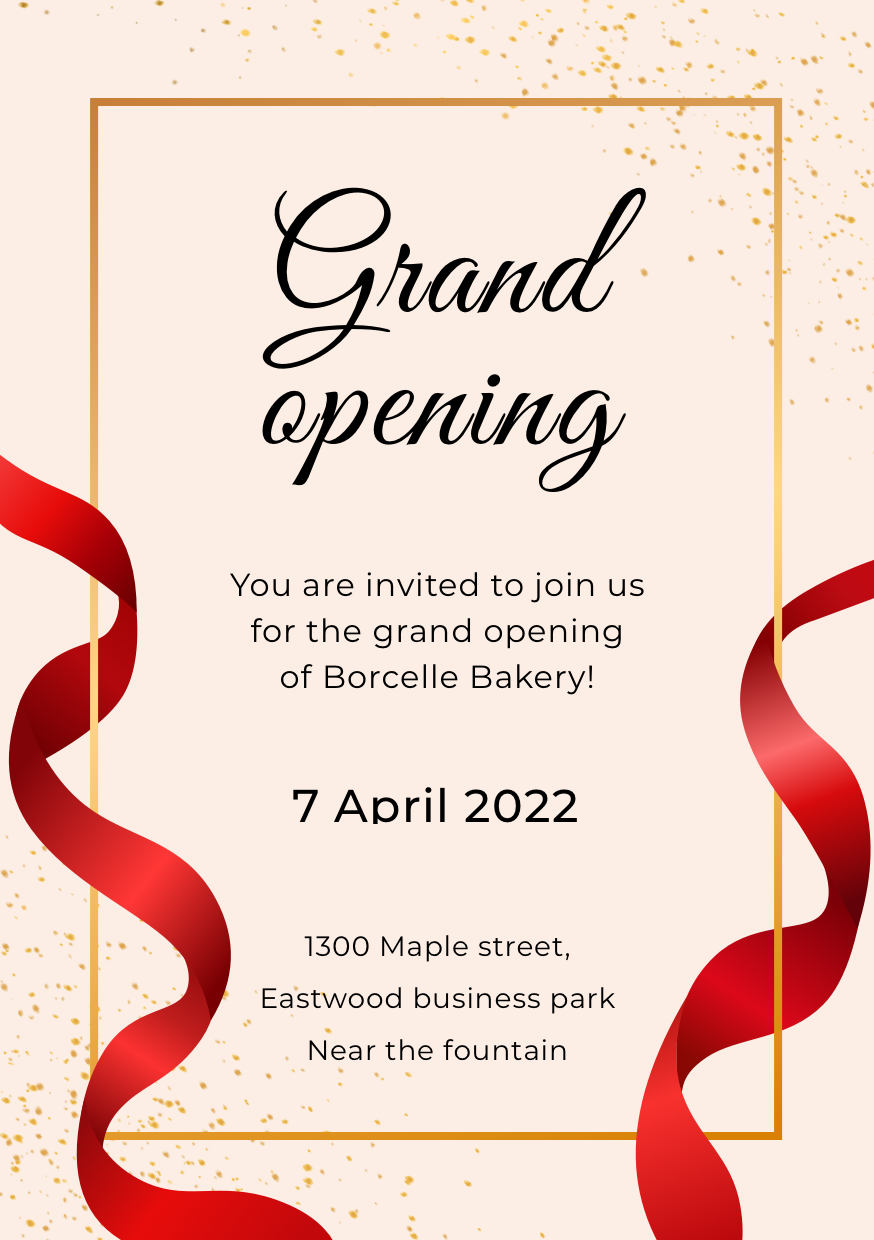 Grand
opening
You are invited to join us
for the grand opening
of Borcelle Bakery!
7 April 2022
1300 Maple street,
Eastwood business park
Near the fountain